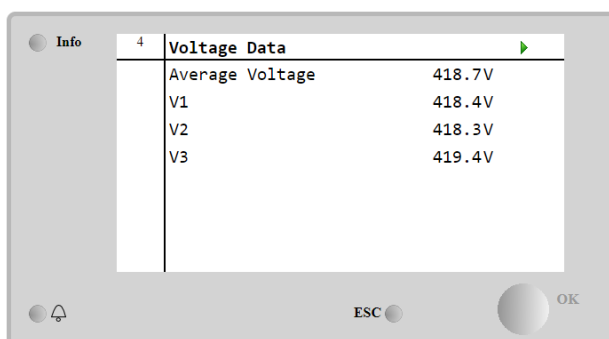 Info
4 Voltage Data
Average Voltage 418.7V
V1 418.4V
V2 418.3V
V3 419.4V
ESC
OK